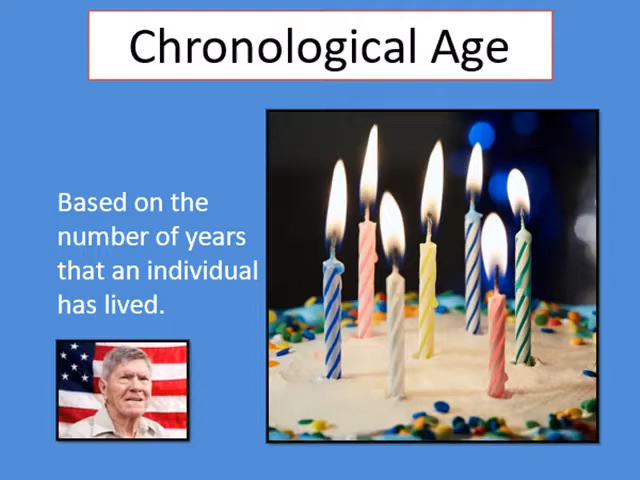 Chronological Age
Based on the
number of years
that an individual
has lived.